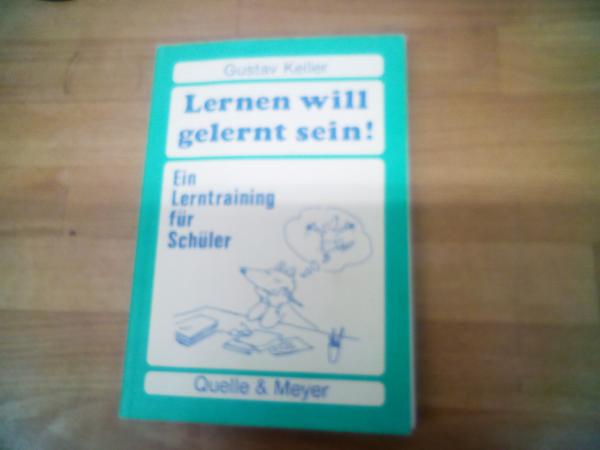 Gustav Keller
Lernen will
gelernt sein!
Ein
Lerntraining
für
Schüler
Quelle & Meyer